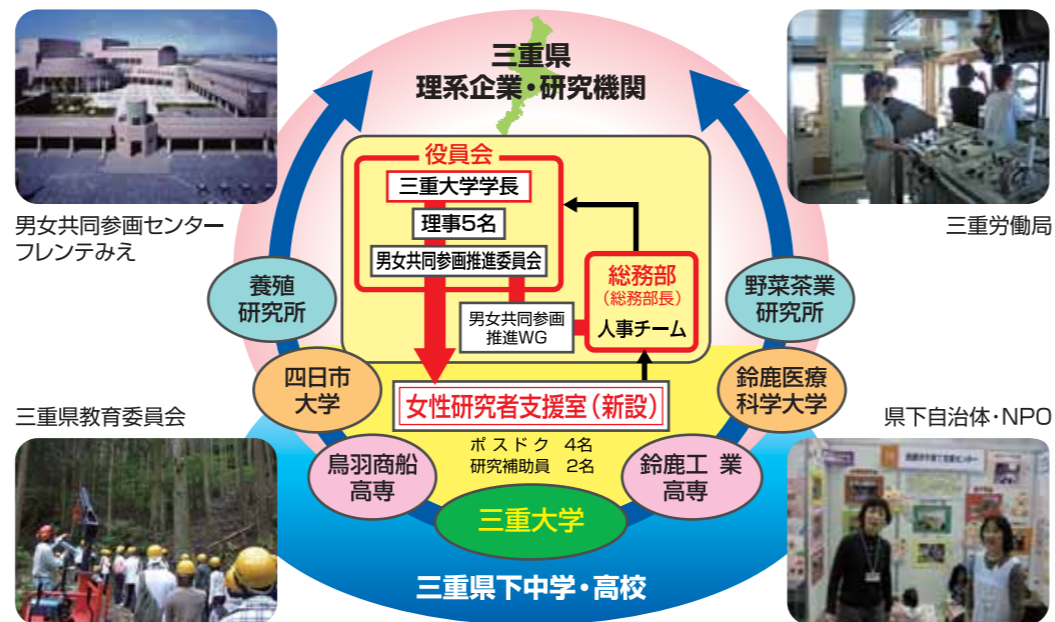 三重県
理系企業・研究機関
役員会
三重大学学長
理事5名
男女共同参画推進委員会
総務部
(総務部長)
人事チーム
男女共同参画
推進WG
女性研究者支援室(新設)
ポスドク 4名
研究補助員 2名
男女共同参画センター
フレンテみえ
三重労働局
養殖
研究所
野菜茶業
研究所
四日市
大学
鈴鹿医療
科学大学
三重県教育委員会
県下自治体・NPO
鳥羽商船
高専
鈴鹿工業
高専
三重大学
三重県下中学・高校